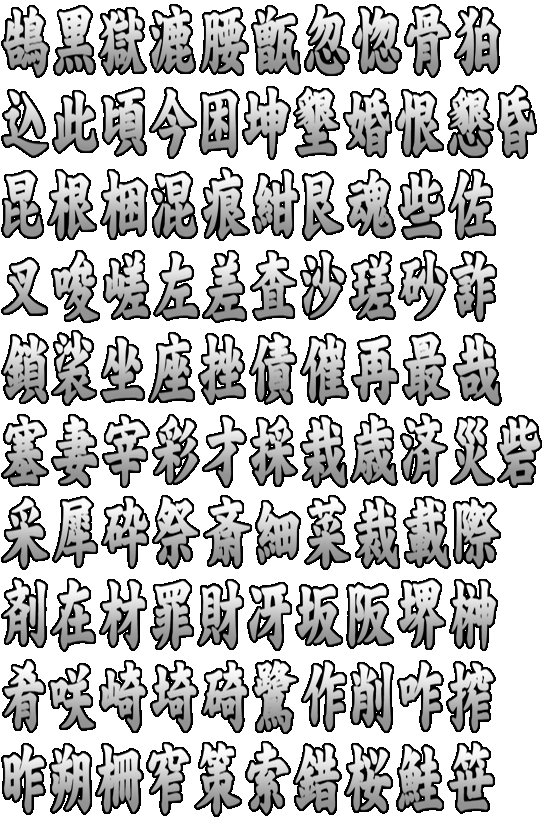 鵠黒獄漉腰甑忽惚骨狛
込此頃今困坤墾婚恨懇昏
昆根梱混痕紺艮魂些佐
叉唆嵯左差査沙瑳砂詐
鎖裟坐座挫債催再最哉
塞妻宰彩才採栽歳済災砦
采犀砕祭斎細菜裁載際
剤在材罪財冴坂阪堺榊
肴咲崎埼碕鷺作削咋搾
昨朔柵窄策索錯桜鮭笹